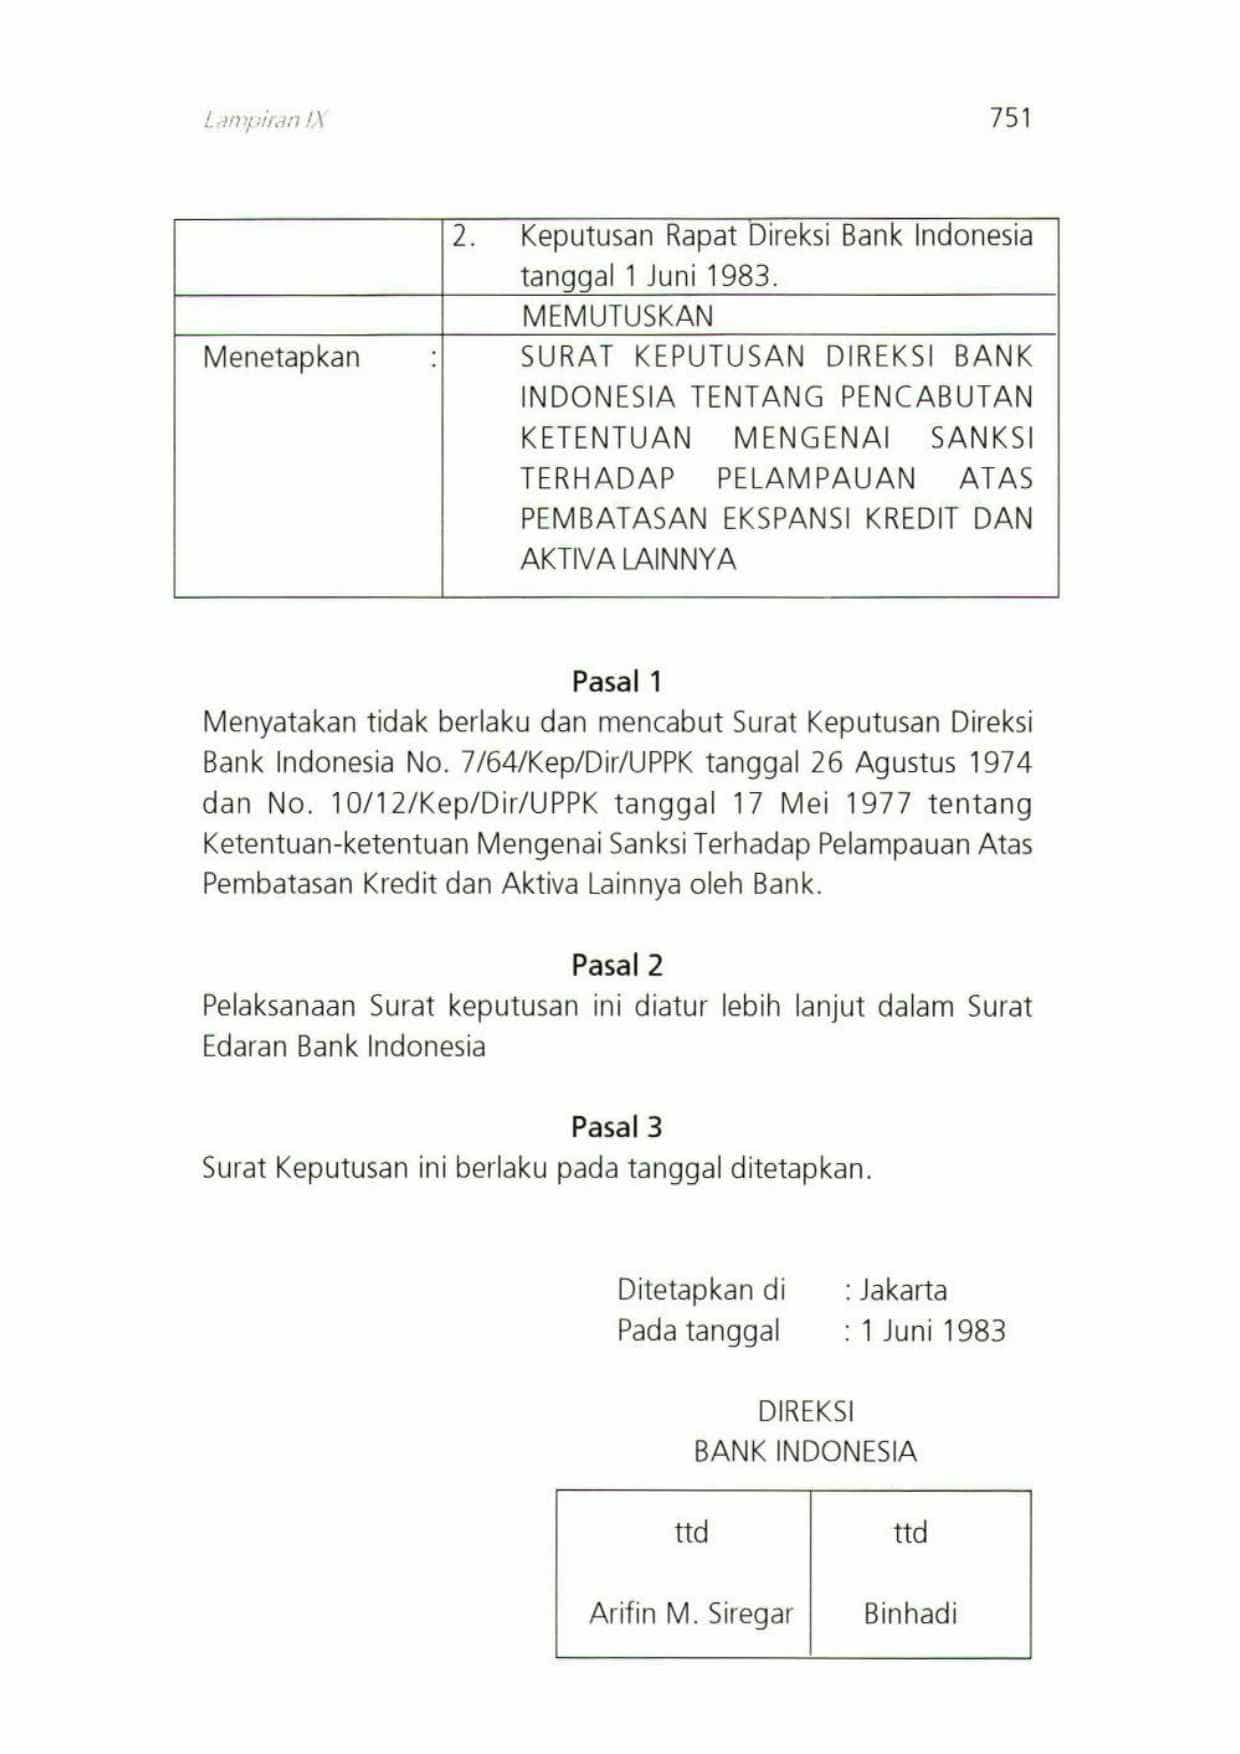 Lampiran IX 751
2. Keputusan Rapat Direksi Bank Indonesia
tanggal 1 Juni 1983.
MEMUTUSKAN
Menetapkan : SURAT KEPUTUSAN DIREKSI BANK
INDONESIA TENTANG PENCABUTAN
KETENTUAN MENGENAI SANKSI
TERHADAP PELAMPAUAN ATAS
PEMBATASAN EKSPANSI KREDIT DAN
AKTIVA LAINNYA
Pasal 1
Menyatakan tidak berlaku dan mencabut Surat Keputusan Direksi
Bank Indonesia No. 7/64/Kep/Dir/UPPK tanggal 26 Agustus 1974
dan No. 10/12/Kep/Dir/UPPK tanggal 17 Mei 1977 tentang
Ketentuan-ketentuan Mengenai Sanksi Terhadap Pelampauan Atas
Pembatasan Kredit dan Aktiva Lainnya oleh Bank.
Pasal 2
Pelaksanaan Surat keputusan ini diatur lebih lanjut dalam Surat
Edaran Bank Indonesia
Pasal 3
Surat Keputusan ini berlaku pada tanggal ditetapkan.
Ditetapkan di : Jakarta
Pada tanggal : 1 Juni 1983
DIREKSI
BANK INDONESIA
ttd ttd
Arifin M. Siregar Binhadi